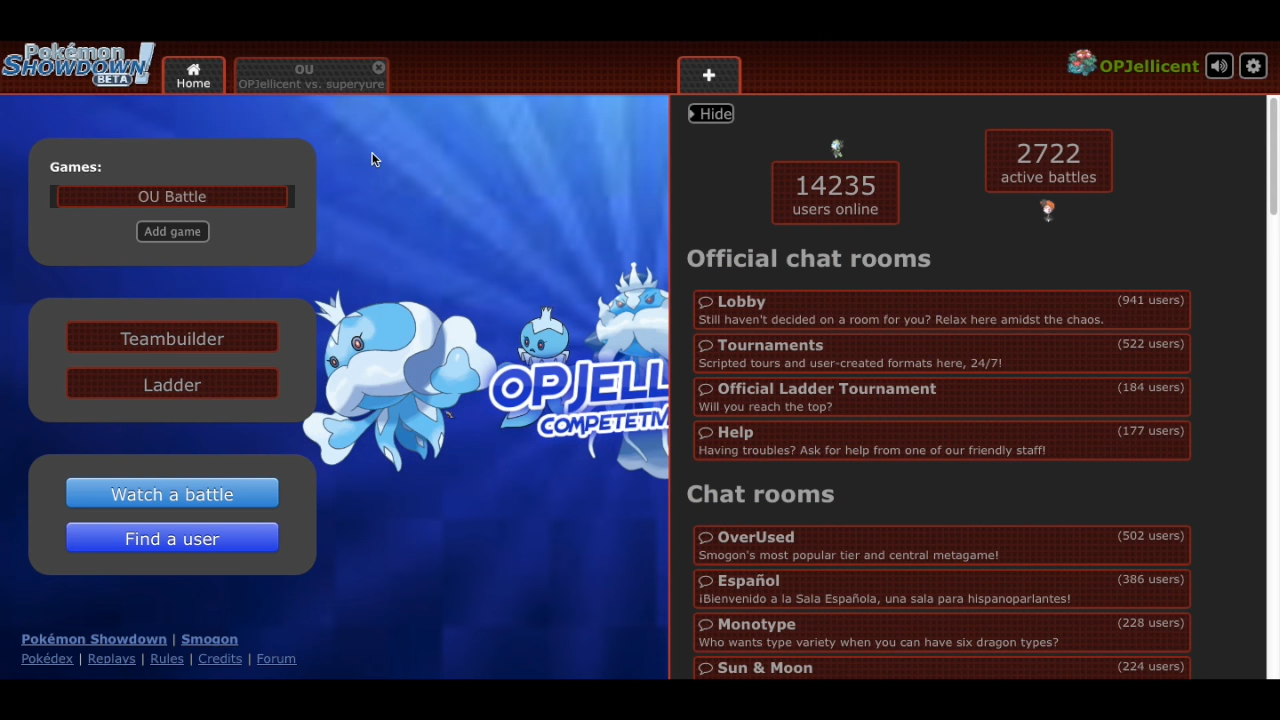 Pokémon
SHOWDOWN!
BETA
Home
OU
OPJellicent vs. superyure
+
OPJellicent
Games:
OU Battle
Add game
Teambuilder
Ladder
Watch a battle
Find a user
Pokémon Showdown | Smogon
Pokédex | Replays | Rules | Credits | Forum
OPJELL
COMPETETIV
Hide
14235
users online
2722
active battles
Official chat rooms
Lobby (941 users)
Still haven't decided on a room for you? Relax here amidst the chaos.
Tournaments (522 users)
Scripted tours and user-created formats here, 24/7!
Official Ladder Tournament (184 users)
Will you reach the top?
Help (177 users)
Having troubles? Ask for help from one of our friendly staff!
Chat rooms
OverUsed (502 users)
Smogon's most popular tier and central metagame!
Español (386 users)
¡Bienvenido a la Sala Española, una sala para hispanoparlantes!
Monotype (228 users)
Who wants type variety when you can have six dragon types?
Sun & Moon (224 users)